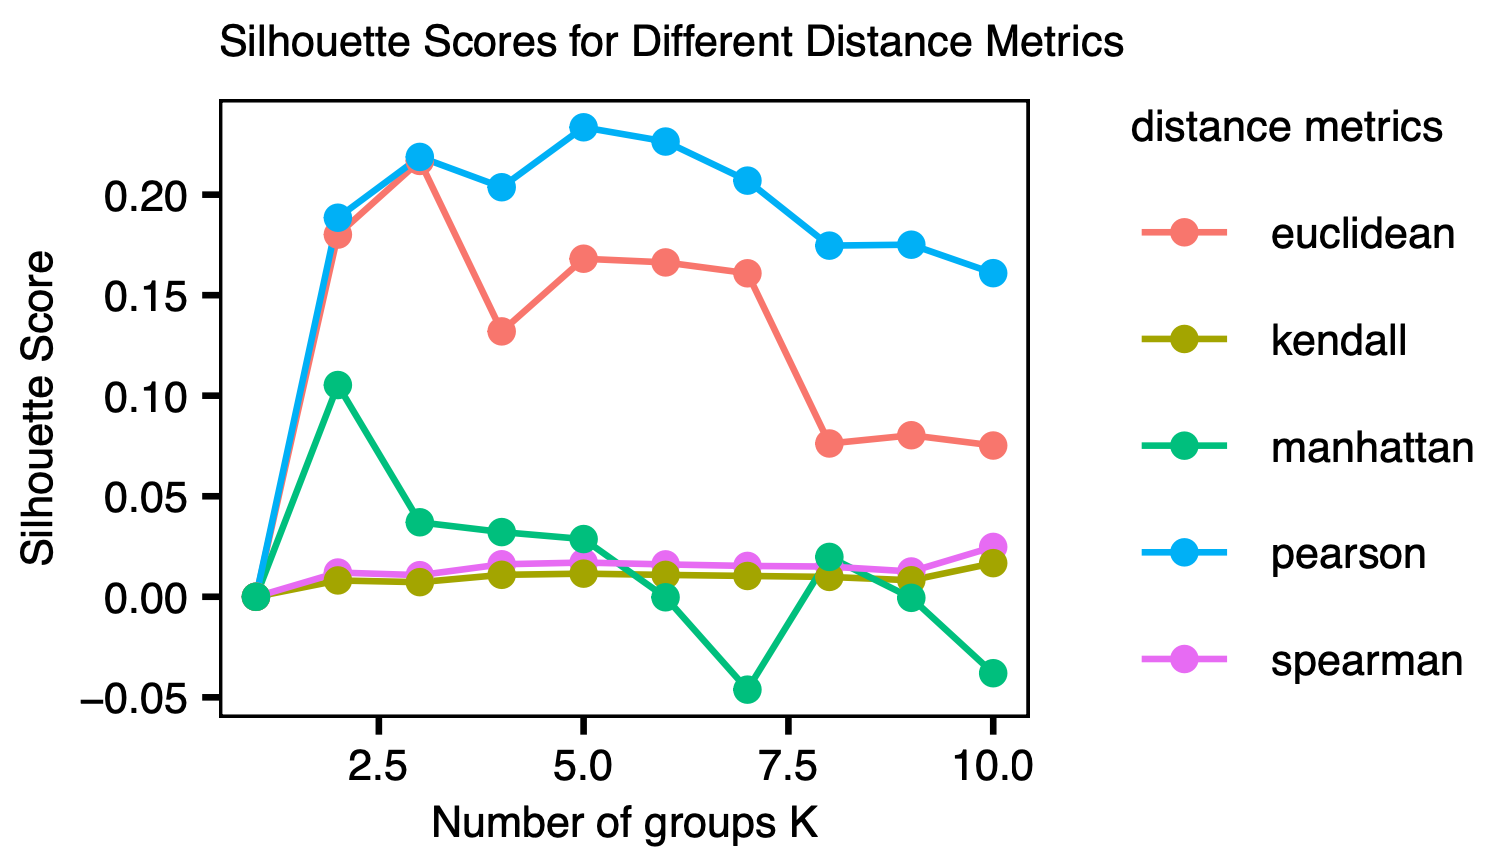 Silhouette Scores for Different Distance Metrics
Silhouette Score
0.20
0.15
0.10
0.05
0.00
−0.05
2.5
5.0
7.5
10.0
Number of groups K
distance metrics
euclidean
kendall
manhattan
pearson
spearman